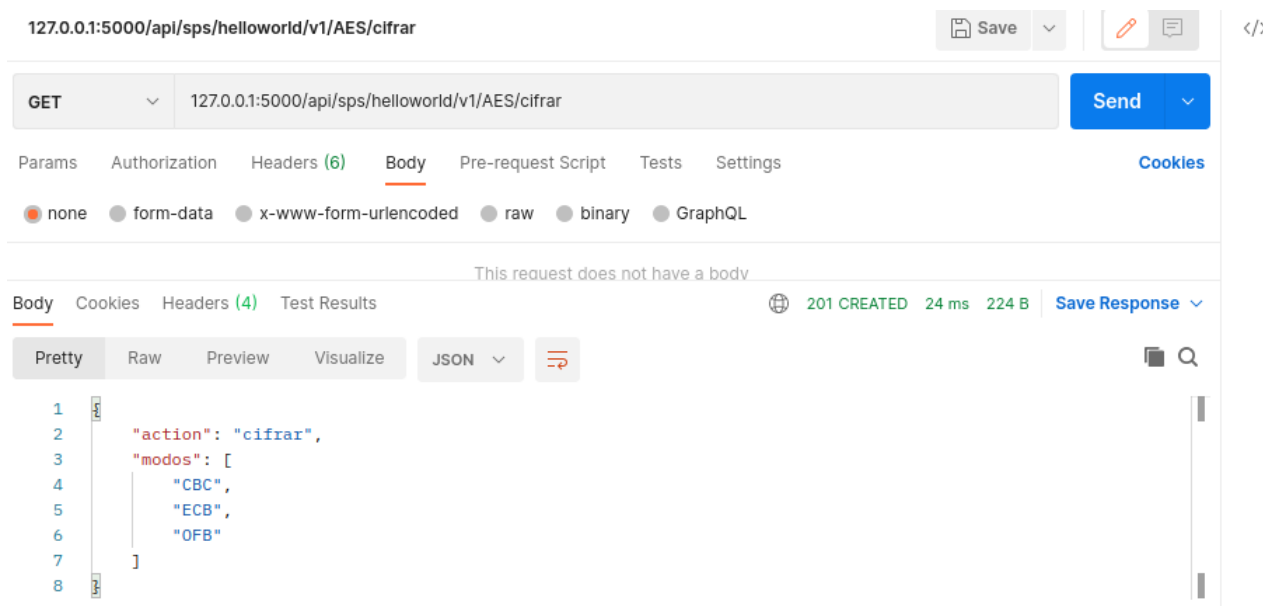 127.0.0.1:5000/api/sps/helloworld/v1/AES/cifrar
Save
GET 127.0.0.1:5000/api/sps/helloworld/v1/AES/cifrar Send
Params Authorization Headers (6) Body Pre-request Script Tests Settings Cookies
none form-data x-www-form-urlencoded raw binary GraphQL
This request does not have a body
Body Cookies Headers (4) Test Results 201 CREATED 24 ms 224 B Save Response
Pretty Raw Preview Visualize JSON
1 {
2 "action": "cifrar",
3 "modos": [
4 "CBC",
5 "ECB",
6 "OFB"
7 ]
8 }